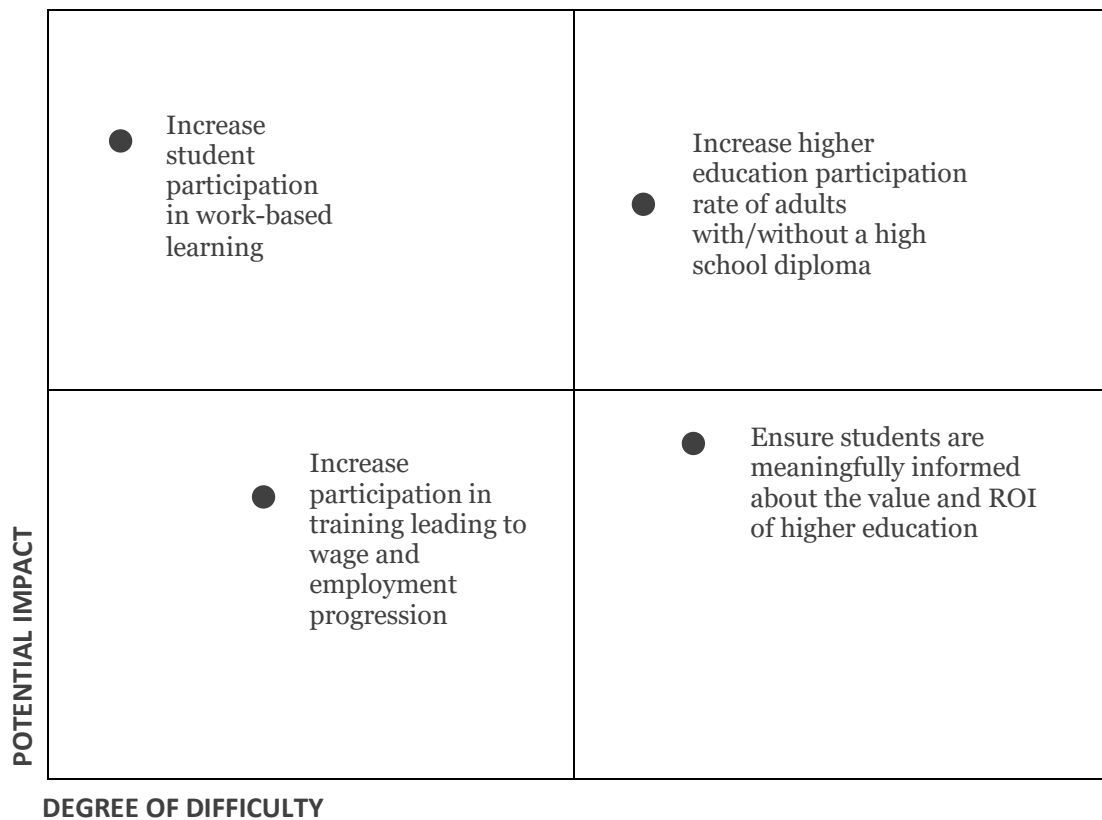 Increase
student
participation
in work-based
learning
Increase higher
education participation
rate of adults
with/without a high
school diploma
Increase
participation in
training leading to
wage and
employment
progression
Ensure students are
meaningfully informed
about the value and ROI
of higher education
POTENTIAL IMPACT
DEGREE OF DIFFICULTY